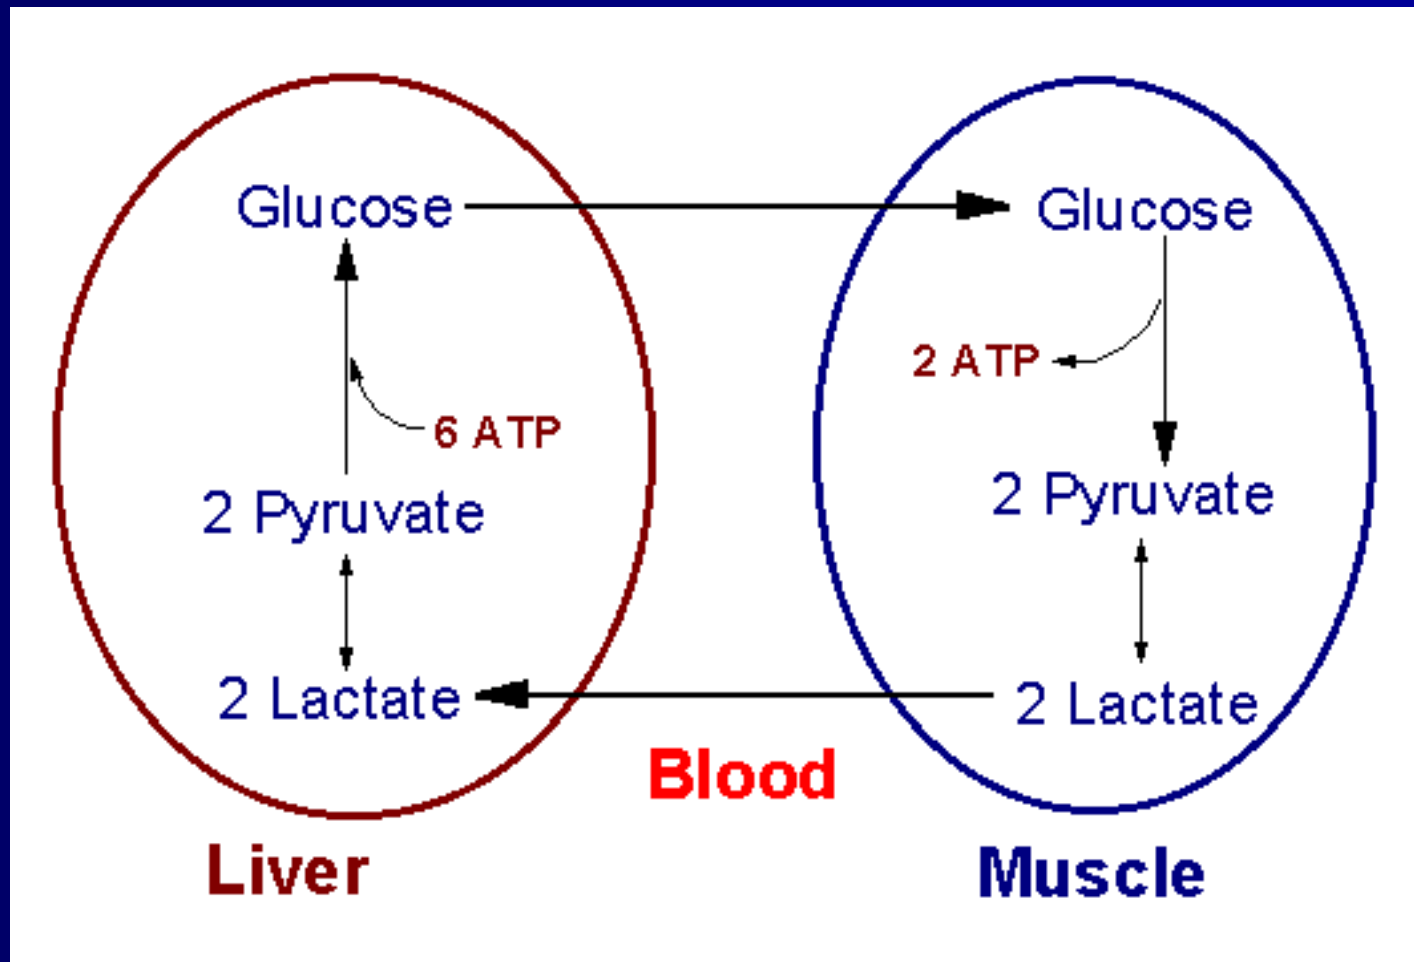 Glucose
Glucose
2 ATP
6 ATP
2 Pyruvate
2 Pyruvate
2 Lactate
2 Lactate
Blood
Liver
Muscle